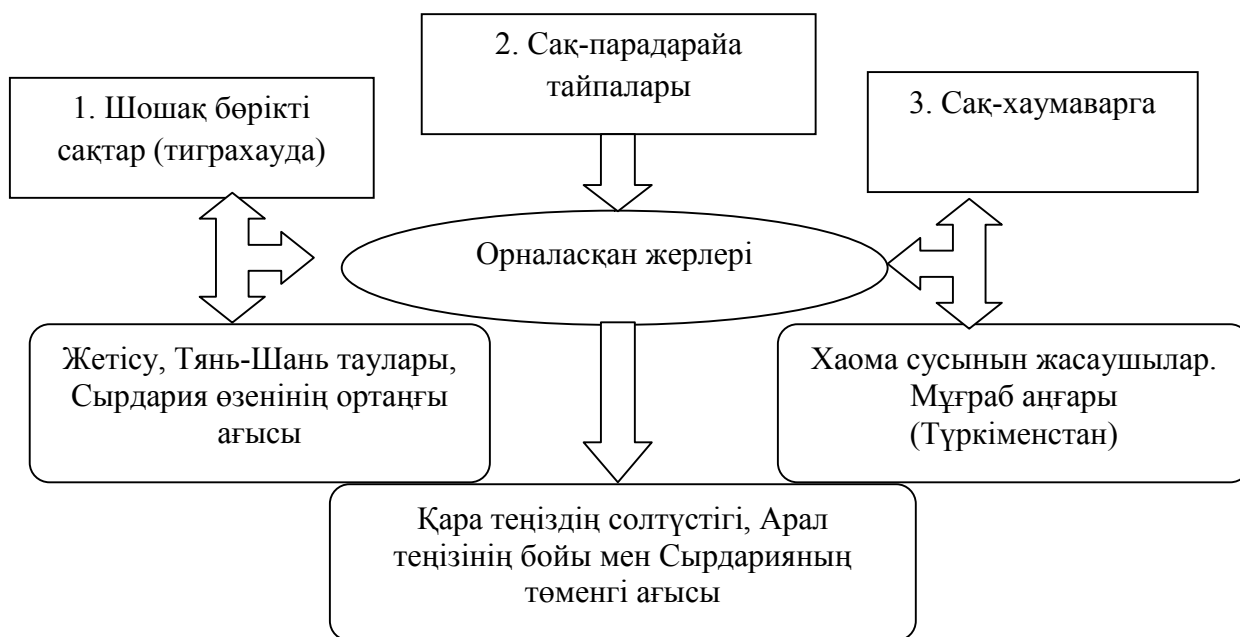 1. Шошақ бөрікті
сақтар (тиграхауда)
2. Сақ-парадарайа
тайпалары
3. Сақ-хаумаварга
Орналасқан жерлері
Жетісу, Тянь-Шань таулары,
Сырдария өзенінің ортаңғы
ағысы
Хаома сусынын жасаушылар.
Мұғраб аңғары
(Түркіменстан)
Қара теңіздің солтүстігі, Арал
теңізінің бойы мен Сырдарияның
төменгі ағысы